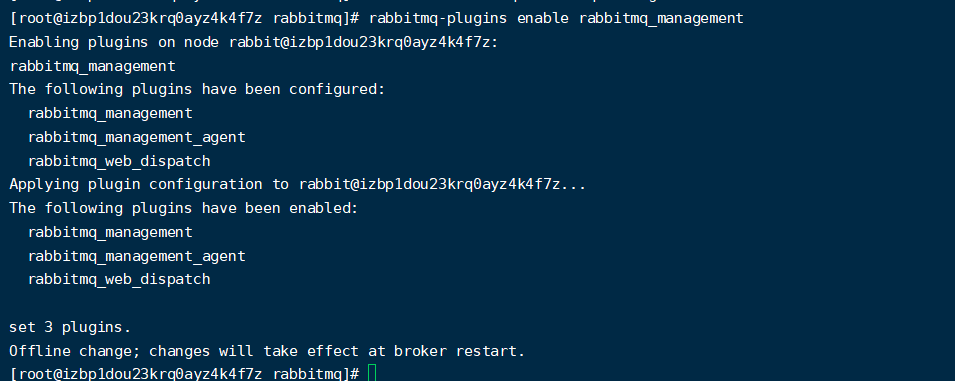 [root@izbp1dou23krq0ayz4k4f7z rabbitmq]# rabbitmq-plugins enable rabbitmq_management
Enabling plugins on node rabbit@izbp1dou23krq0ayz4k4f7z:
rabbitmq_management
The following plugins have been configured:
  rabbitmq_management
  rabbitmq_management_agent
  rabbitmq_web_dispatch
Applying plugin configuration to rabbit@izbp1dou23krq0ayz4k4f7z...
The following plugins have been enabled:
  rabbitmq_management
  rabbitmq_management_agent
  rabbitmq_web_dispatch

set 3 plugins.
Offline change; changes will take effect at broker restart.
[root@izbp1dou23krq0ayz4k4f7z rabbitmq]#